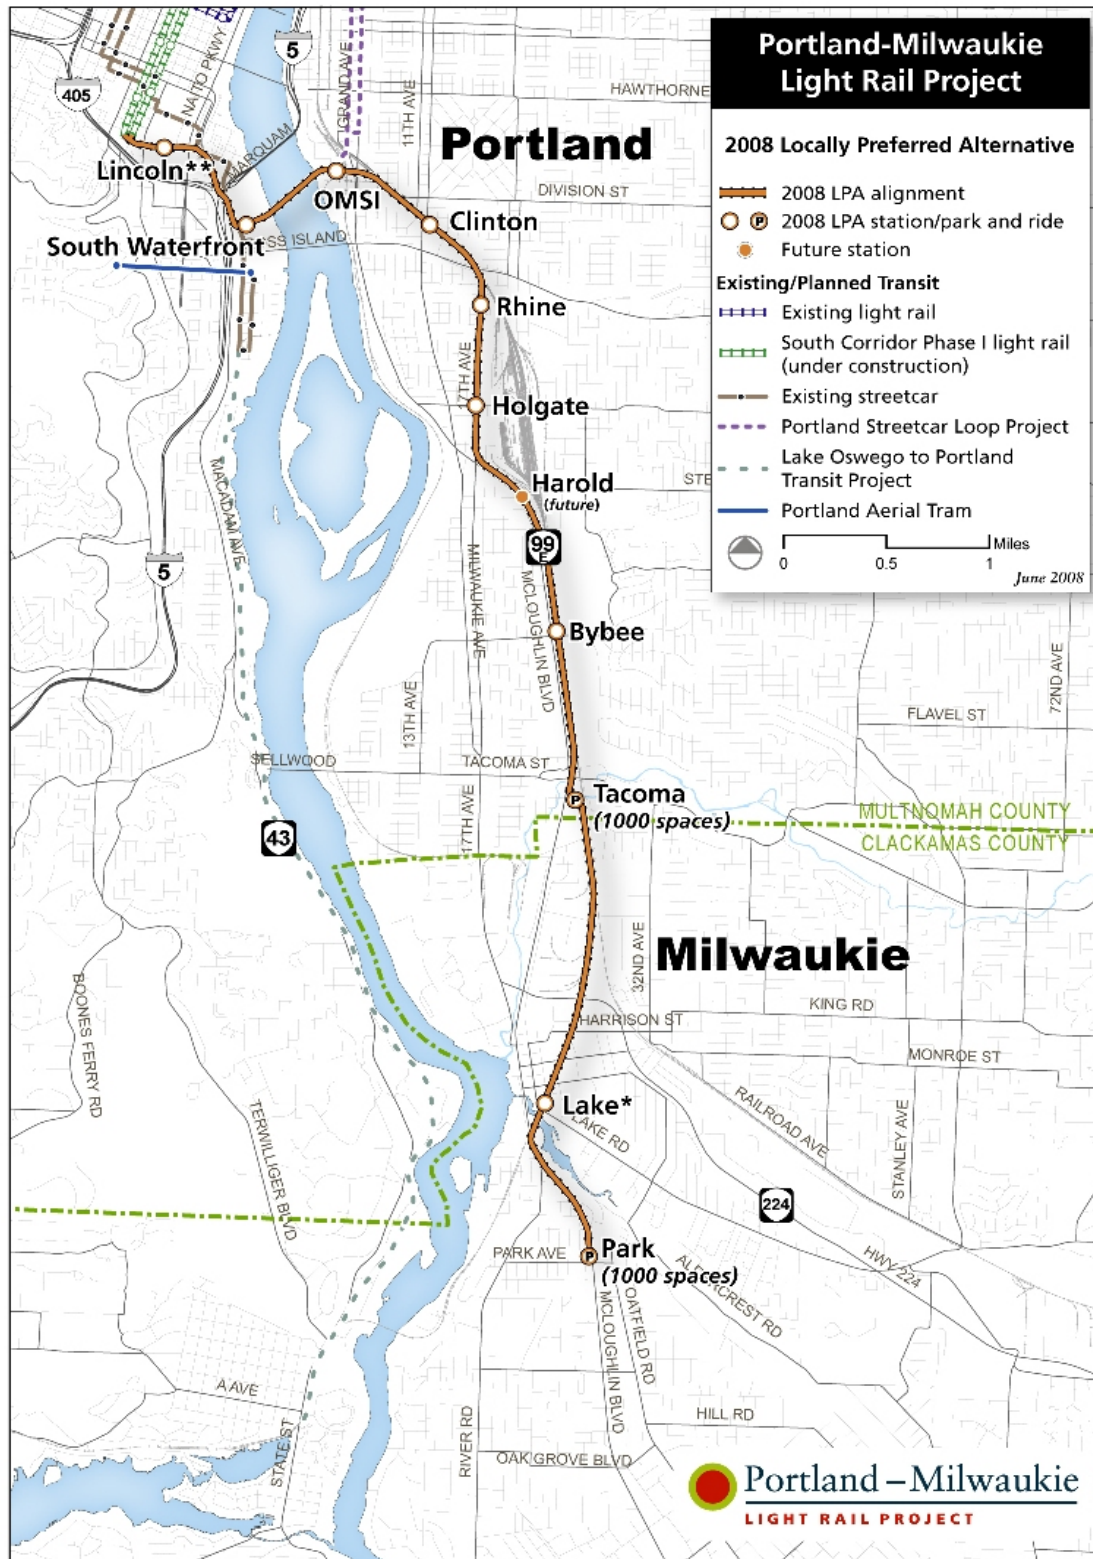 Portland-Milwaukie
Light Rail Project
2008 Locally Preferred Alternative
2008 LPA alignment
2008 LPA station/park and ride
P
Future station
Existing/Planned Transit
Existing light rail
South Corridor Phase I light rail
(under construction)
Existing streetcar
Portland Streetcar Loop Project
Lake Oswego to Portland
Transit Project
Portland Aerial Tram
Miles
0
0.5
1
June 2008
5
405
NAITO PKWY
GRAND AVE
11TH AVE
HAWTHORNE
Portland
MARQUAM
Lincoln**
OMSI
DIVISION ST
Clinton
South Waterfront
ISLAND
Rhine
17TH AVE
Holgate
MACADAM AVE
Harold
(future)
99
E
5
MILWAUKIE AVE
MCLOUGHLIN BLVD
Bybee
72ND AVE
13TH AVE
FLAVEL ST
SELLWOOD
TACOMA ST
Tacoma
(1000 spaces)
17TH AVE
MULTNOMAH COUNTY
CLACKAMAS COUNTY
43
32ND AVE
Milwaukie
BOONES FERRY RD
KING RD
HARRISON ST
MONROE ST
Lake*
LAKE RD
RAILROAD AVE
STANLEY AVE
TERWILLIGER BLVD
224
HWY 224
PARK AVE
P
Park
(1000 spaces)
ALDERCREST RD
OATFIELD RD
MCLOUGHLIN BLVD
A AVE
STATE ST
RIVER RD
HILL RD
OAK GROVE BLVD
Portland – Milwaukie
LIGHT RAIL PROJECT